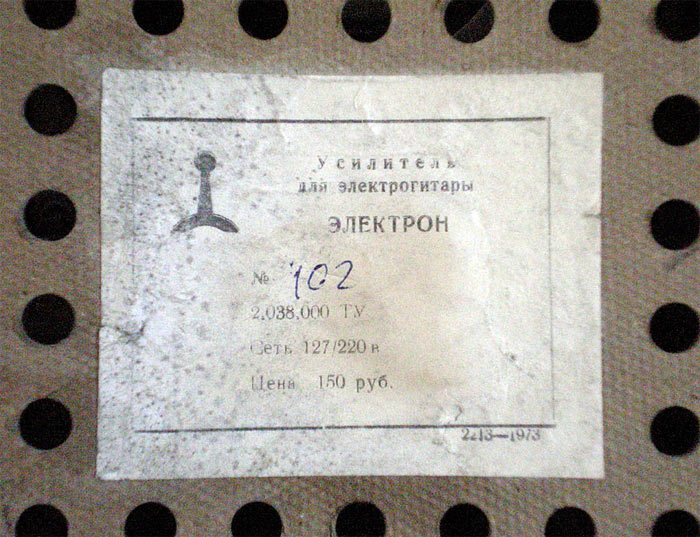 Усилитель
для электрогитары
ЭЛЕКТРОН
№ 102
2.038.000 ТУ
Сеть 127/220 в
Цена 150 руб.
2213—1973